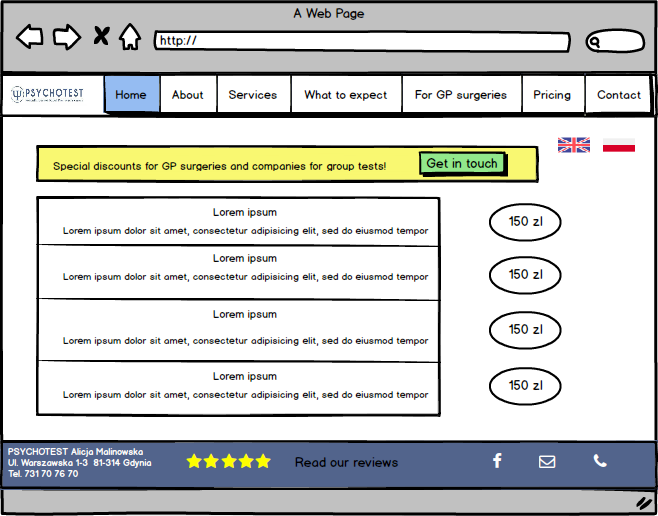 A Web Page
http://
PSYCHOTEST
Home
About
Services
What to expect
For GP surgeries
Pricing
Contact
Special discounts for GP surgeries and companies for group tests!
Get in touch
Lorem ipsum
Lorem ipsum dolor sit amet, consectetur adipisicing elit, sed do eiusmod tempor
150 zl
Lorem ipsum
Lorem ipsum dolor sit amet, consectetur adipisicing elit, sed do eiusmod tempor
150 zl
Lorem ipsum
Lorem ipsum dolor sit amet, consectetur adipisicing elit, sed do eiusmod tempor
150 zl
Lorem ipsum
Lorem ipsum dolor sit amet, consectetur adipisicing elit, sed do eiusmod tempor
150 zl
PSYCHOTEST Alicja Malinowska
Ul. Warszawska 1-3 81-314 Gdynia
Tel. 731 70 76 70
Read our reviews